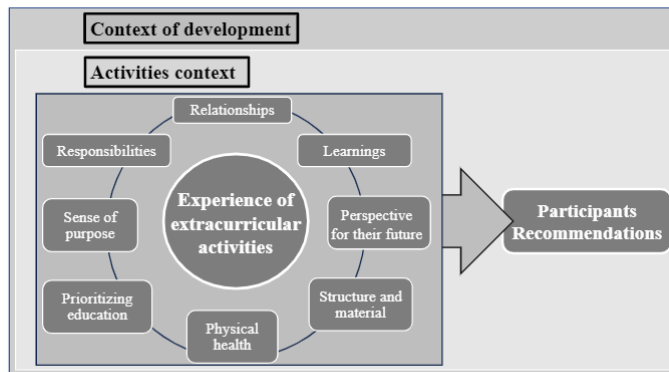 Context of development
Activities context
Relationships
Responsibilities
Learnings
Experience of
extracurricular
activities
Sense of
purpose
Perspective
for their future
Participants
Recommendations
Prioritizing
education
Structure and
material
Physical
health